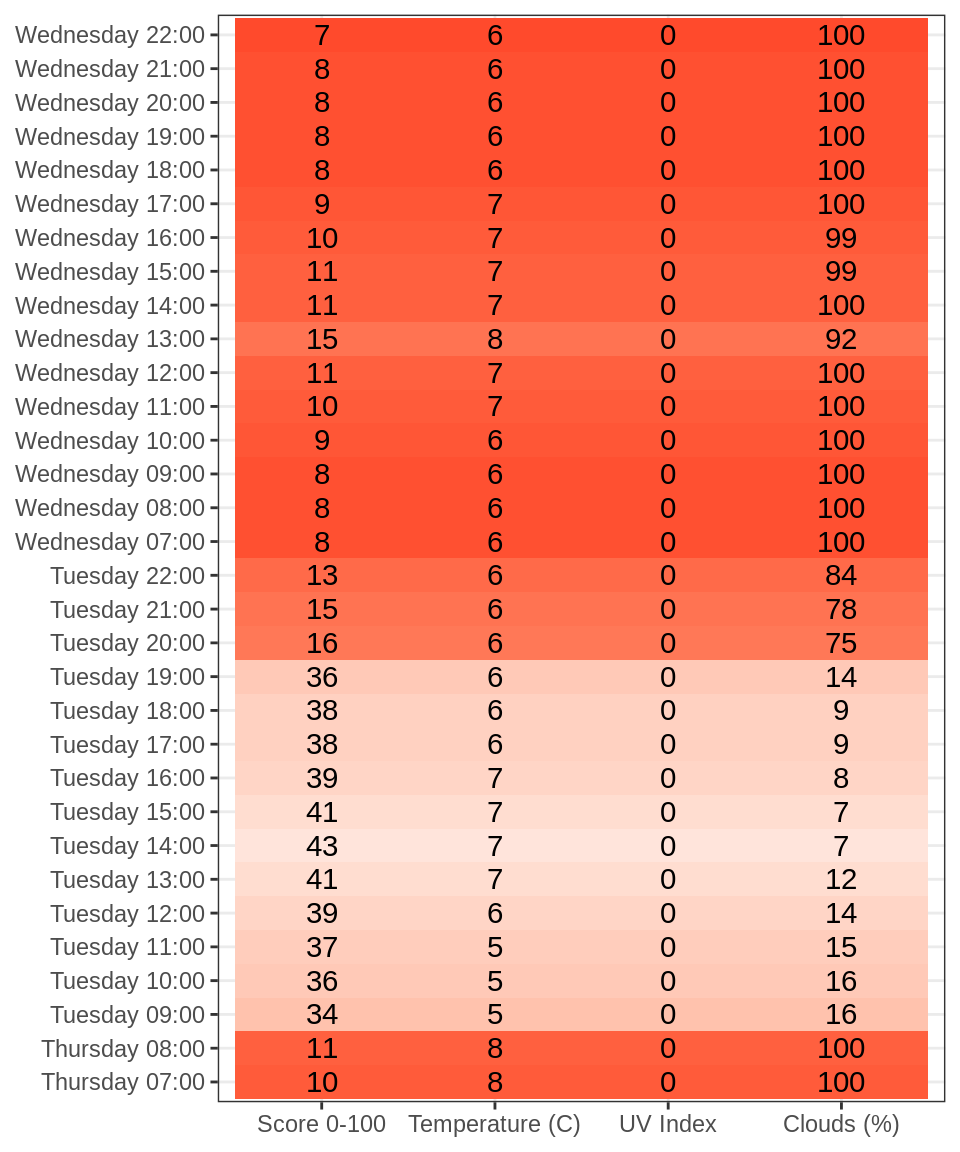 Wednesday 22:00 7 6 0 100
Wednesday 21:00 8 6 0 100
Wednesday 20:00 8 6 0 100
Wednesday 19:00 8 6 0 100
Wednesday 18:00 8 6 0 100
Wednesday 17:00 9 7 0 100
Wednesday 16:00 10 7 0 99
Wednesday 15:00 11 7 0 99
Wednesday 14:00 11 7 0 100
Wednesday 13:00 15 8 0 92
Wednesday 12:00 11 7 0 100
Wednesday 11:00 10 7 0 100
Wednesday 10:00 9 6 0 100
Wednesday 09:00 8 6 0 100
Wednesday 08:00 8 6 0 100
Wednesday 07:00 8 6 0 100
Tuesday 22:00 13 6 0 84
Tuesday 21:00 15 6 0 78
Tuesday 20:00 16 6 0 75
Tuesday 19:00 36 6 0 14
Tuesday 18:00 38 6 0 9
Tuesday 17:00 38 6 0 9
Tuesday 16:00 39 7 0 8
Tuesday 15:00 41 7 0 7
Tuesday 14:00 43 7 0 7
Tuesday 13:00 41 7 0 12
Tuesday 12:00 39 6 0 14
Tuesday 11:00 37 5 0 15
Tuesday 10:00 36 5 0 16
Tuesday 09:00 34 5 0 16
Thursday 08:00 11 8 0 100
Thursday 07:00 10 8 0 100
Score 0-100 Temperature (C) UV Index Clouds (%)